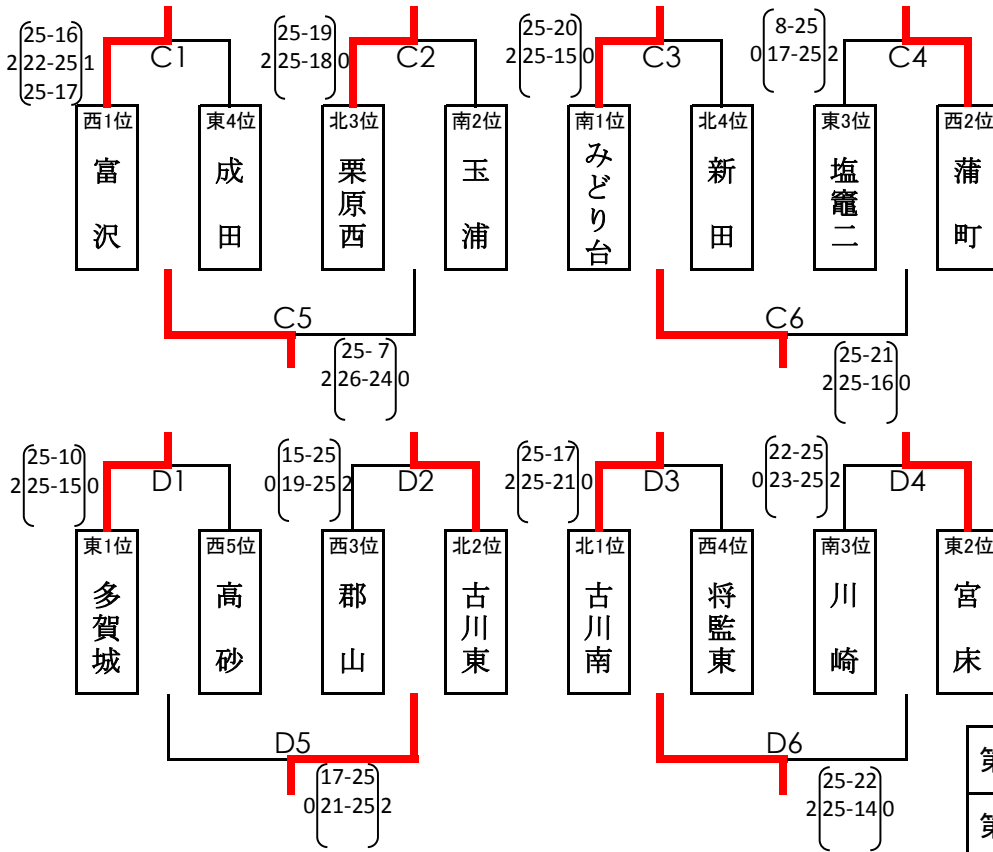 25-16
2 22-25 1
25-17
C1
25-19
2 25-18 0
C2
25-20
2 25-15 0
C3
8-25
0 17-25 2
C4
西1位
富沢
東4位
成田
北3位
栗原西
南2位
玉浦
南1位
みどり台
北4位
新田
東3位
塩竈二
西2位
蒲町
C5
25- 7
2 26-24 0
C6
25-21
2 25-16 0
25-10
2 25-15 0
D1
15-25
0 19-25 2
D2
25-17
2 25-21 0
D3
22-25
0 23-25 2
D4
東1位
多賀城
西5位
高砂
西3位
郡山
北2位
古川東
北1位
古川南
西4位
将監東
南3位
川崎
東2位
宮床
D5
17-25
0 21-25 2
D6
25-22
2 25-14 0
第
第